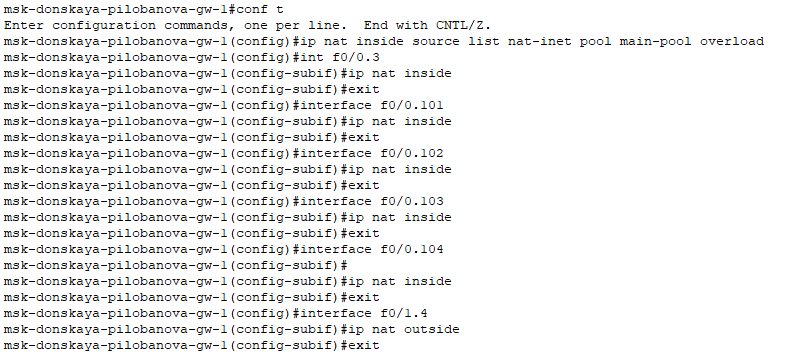 msk-donskaya-pilobanova-gw-1#conf t
Enter configuration commands, one per line.  End with CNTL/Z.
msk-donskaya-pilobanova-gw-1(config)#ip nat inside source list nat-inet pool main-pool overload
msk-donskaya-pilobanova-gw-1(config)#int f0/0.3
msk-donskaya-pilobanova-gw-1(config-subif)#ip nat inside
msk-donskaya-pilobanova-gw-1(config-subif)#exit
msk-donskaya-pilobanova-gw-1(config)#interface f0/0.101
msk-donskaya-pilobanova-gw-1(config-subif)#ip nat inside
msk-donskaya-pilobanova-gw-1(config-subif)#exit
msk-donskaya-pilobanova-gw-1(config)#interface f0/0.102
msk-donskaya-pilobanova-gw-1(config-subif)#ip nat inside
msk-donskaya-pilobanova-gw-1(config-subif)#exit
msk-donskaya-pilobanova-gw-1(config)#interface f0/0.103
msk-donskaya-pilobanova-gw-1(config-subif)#ip nat inside
msk-donskaya-pilobanova-gw-1(config-subif)#exit
msk-donskaya-pilobanova-gw-1(config)#interface f0/0.104
msk-donskaya-pilobanova-gw-1(config-subif)#
msk-donskaya-pilobanova-gw-1(config-subif)#ip nat inside
msk-donskaya-pilobanova-gw-1(config-subif)#exit
msk-donskaya-pilobanova-gw-1(config)#interface f0/1.4
msk-donskaya-pilobanova-gw-1(config-subif)#ip nat outside
msk-donskaya-pilobanova-gw-1(config-subif)#exit